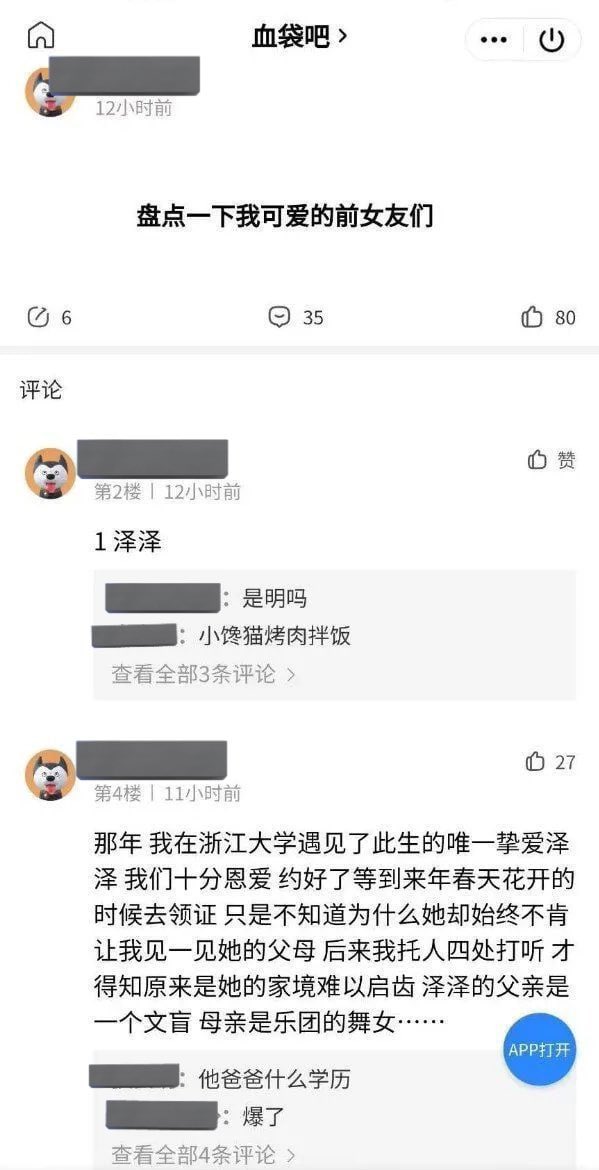 血袋吧 >
12小时前
盘点一下我可爱的前女友们
6
35
80
评论
赞
第2楼 | 12小时前
1 泽泽
：是明吗
：小馋猫烤肉拌饭
查看全部3条评论 >
27
第4楼 | 11小时前
那年 我在浙江大学遇见了此生的唯一挚爱泽
泽 我们十分恩爱 约好了等到来年春天花开的
时候去领证 只是不知道为什么她却始终不肯
让我见一见她的父母 后来我托人四处打听 才
得知原来是她的家境难以启齿 泽泽的父亲是
一个文盲 母亲是乐团的舞女……
APP打开
：他爸爸什么学历
：爆了
查看全部4条评论 >